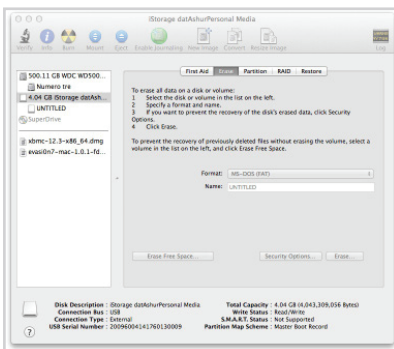 iStorage datAshurPersonal Media
Verify Info Burn Mount Eject Enable Journaling New Image Convert Resize Image Log
500.11 GB WDC WD500...
Numero tre
4.04 GB iStorage datAsh...
UNTITLED
SuperDrive
xbmc-12.3-x86_64.dmg
evasi0n7-mac-1.0.1-fd...
First Aid Erase Partition RAID Restore
To erase all data on a disk or volume:
1 Select the disk or volume in the list on the left.
2 Specify a format and name.
3 If you want to prevent the recovery of the disk's erased data, click Security
Options.
4 Click Erase.
To prevent the recovery of previously deleted files without erasing the volume, select a
volume in the list on the left, and click Erase Free Space.
Format: MS-DOS (FAT)
Name: UNTITLED
Erase Free Space... Security Options... Erase...
Disk Description : iStorage datAshurPersonal Media Total Capacity : 4.04 GB (4,043,309,056 Bytes)
Connection Bus : USB Write Status : Read/Write
Connection Type : External S.M.A.R.T. Status : Not Supported
USB Serial Number : 20096004141760130009 Partition Map Scheme : Master Boot Record
?